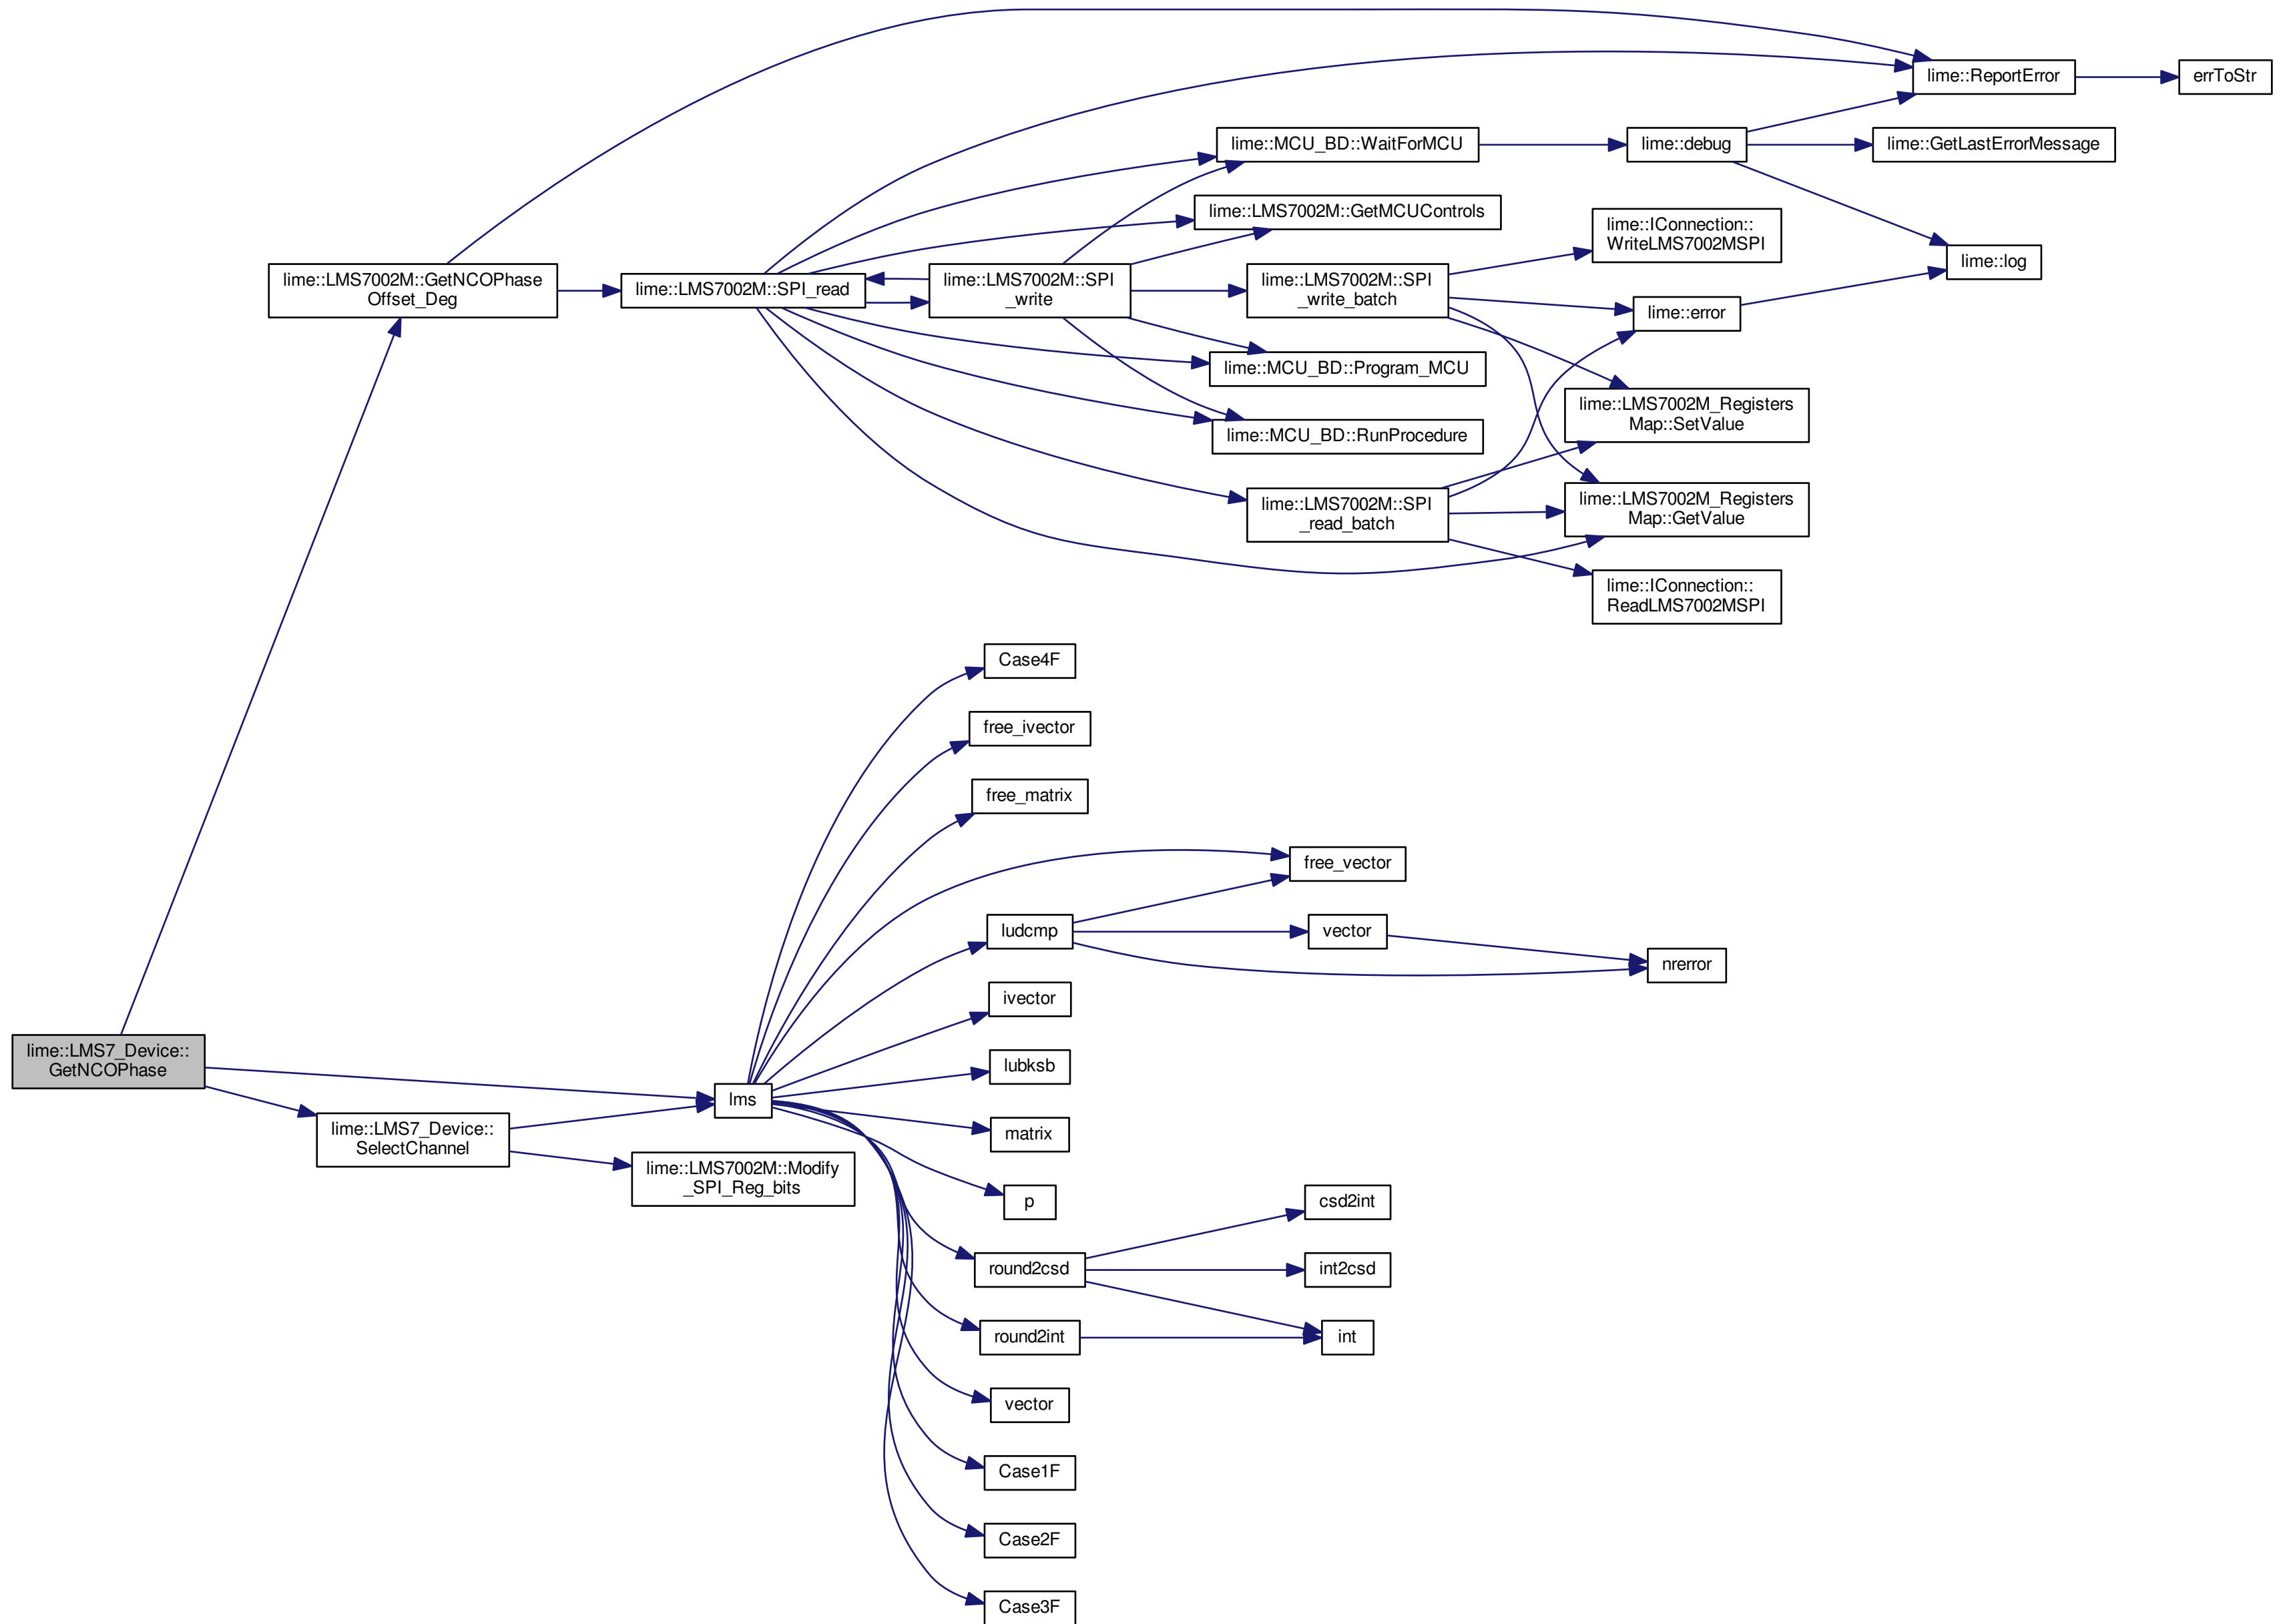 lime::ReportError
errToStr
lime::MCU_BD::WaitForMCU
lime::debug
lime::GetLastErrorMessage
lime::LMS7002M::GetMCUControls
lime::IConnection::
WriteLMS7002MSPI
lime::log
lime::LMS7002M::GetNCOPhase
Offset_Deg
lime::LMS7002M::SPI_read
lime::LMS7002M::SPI
_write
lime::LMS7002M::SPI
_write_batch
lime::error
lime::MCU_BD::Program_MCU
lime::LMS7002M_Registers
Map::SetValue
lime::MCU_BD::RunProcedure
lime::LMS7002M::SPI
_read_batch
lime::LMS7002M_Registers
Map::GetValue
lime::IConnection::
ReadLMS7002MSPI
Case4F
free_ivector
free_matrix
free_vector
ludcmp
vector
nrerror
ivector
lime::LMS7_Device::
GetNCOPhase
lubksb
lms
lime::LMS7_Device::
SelectChannel
matrix
lime::LMS7002M::Modify
_SPI_Reg_bits
p
csd2int
round2csd
int2csd
round2int
int
vector
Case1F
Case2F
Case3F